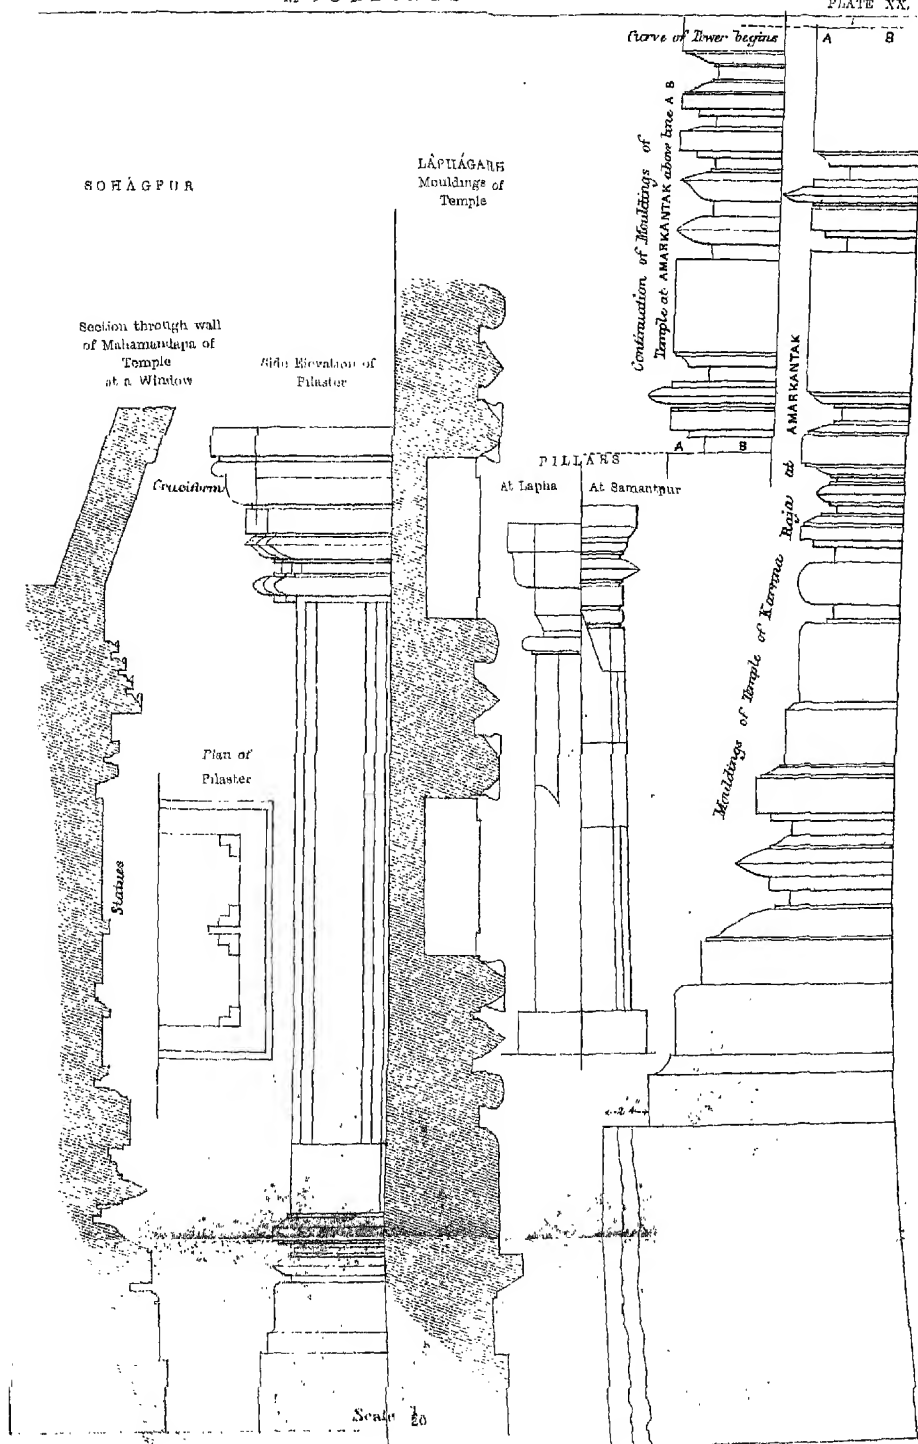 PLATE XX.
Curve of Tower begins
A B
SOHÁGPUR
LÂPHÁGARH
Mouldings of
Temple
Continuation of Mouldings of
Temple at AMARKANTAK above line A B
Section through wall
of Mahamandapa of
Temple
at a Window
Side Elevation of
Pilaster
Cruciform
A B
PILLARS
At Lapha
At Samantpur
Mouldings of Temple of Karnna Raja at AMARKANTAK
Plan of
Pilaster
Statues
2' 4"
Scale 1/20